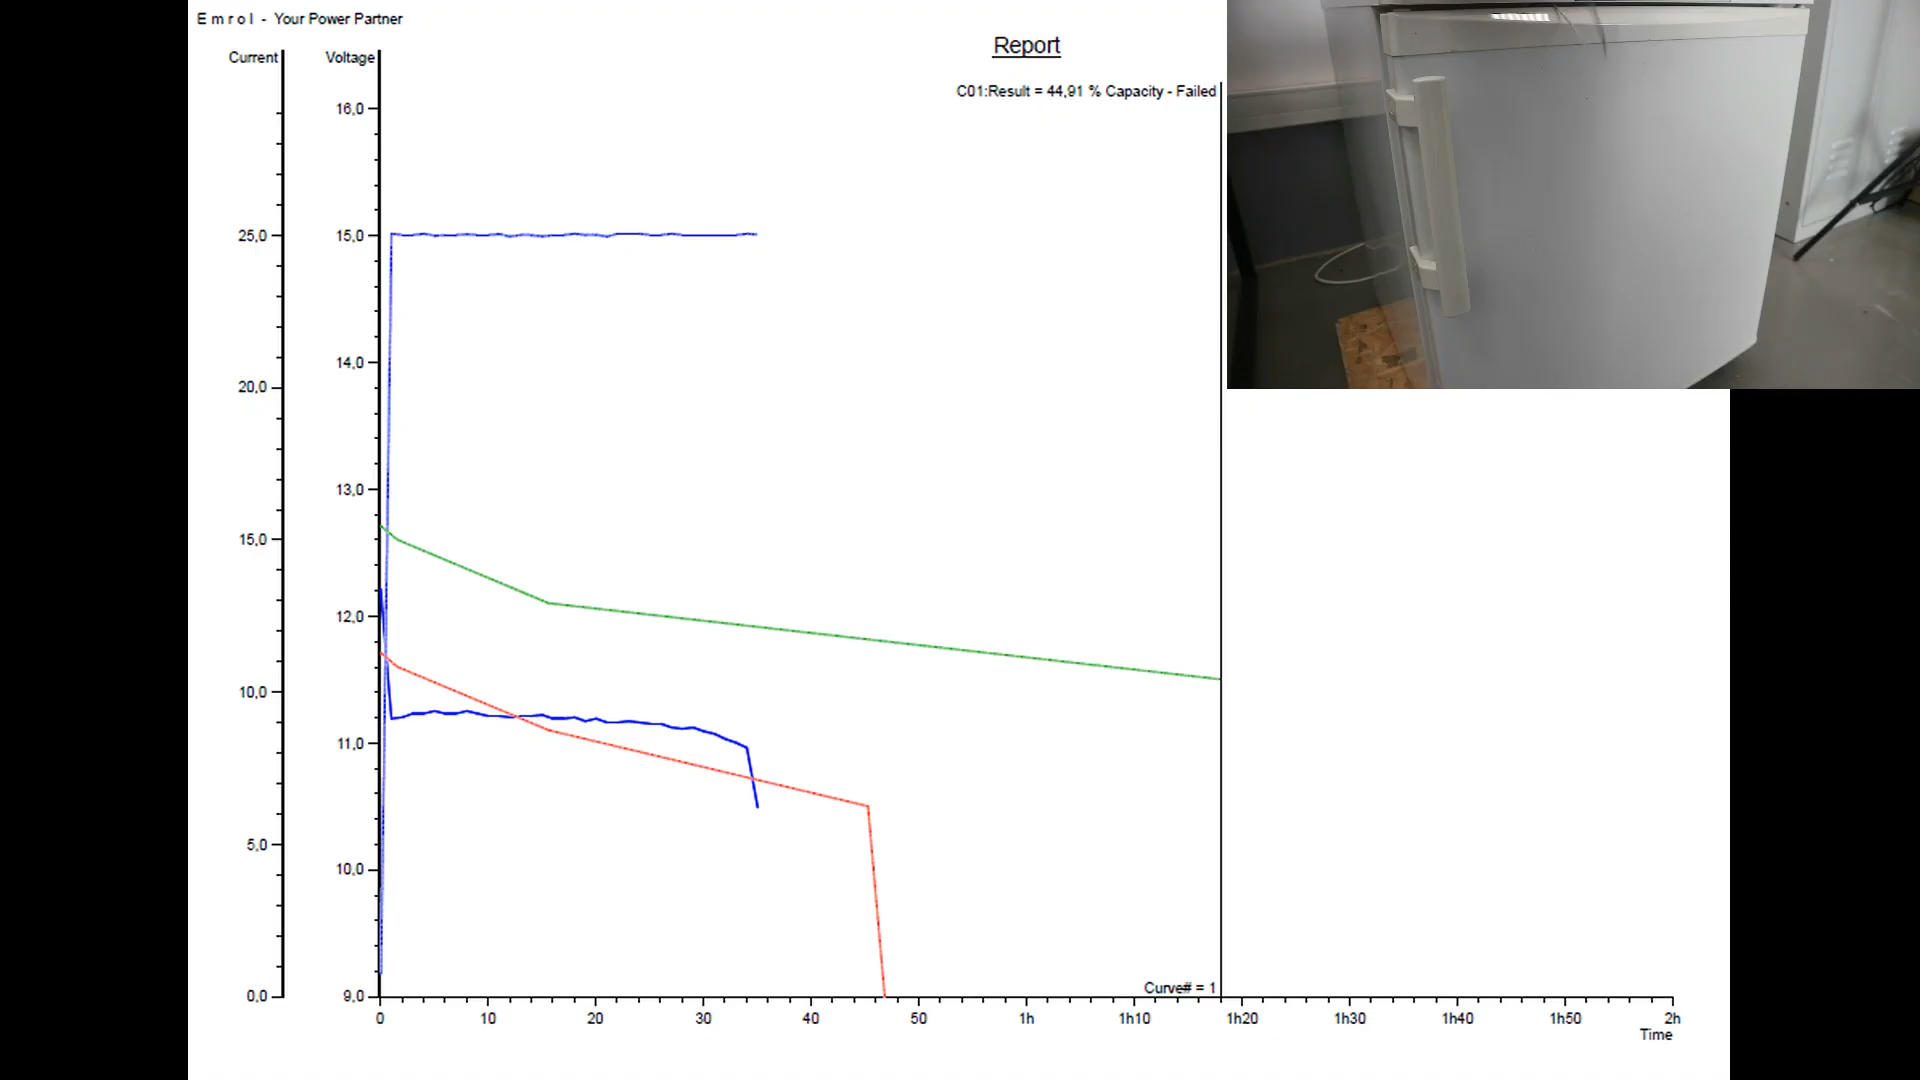 Emrol - Your Power Partner
Report
Current
Voltage
C01:Result = 44,91 % Capacity - Failed
16,0
25,0
15,0
14,0
20,0
13,0
15,0
12,0
10,0
11,0
5,0
10,0
0,0
9,0
Curve# = 1
0
10
20
30
40
50
1h
1h10
1h20
1h30
1h40
1h50
2h
Time